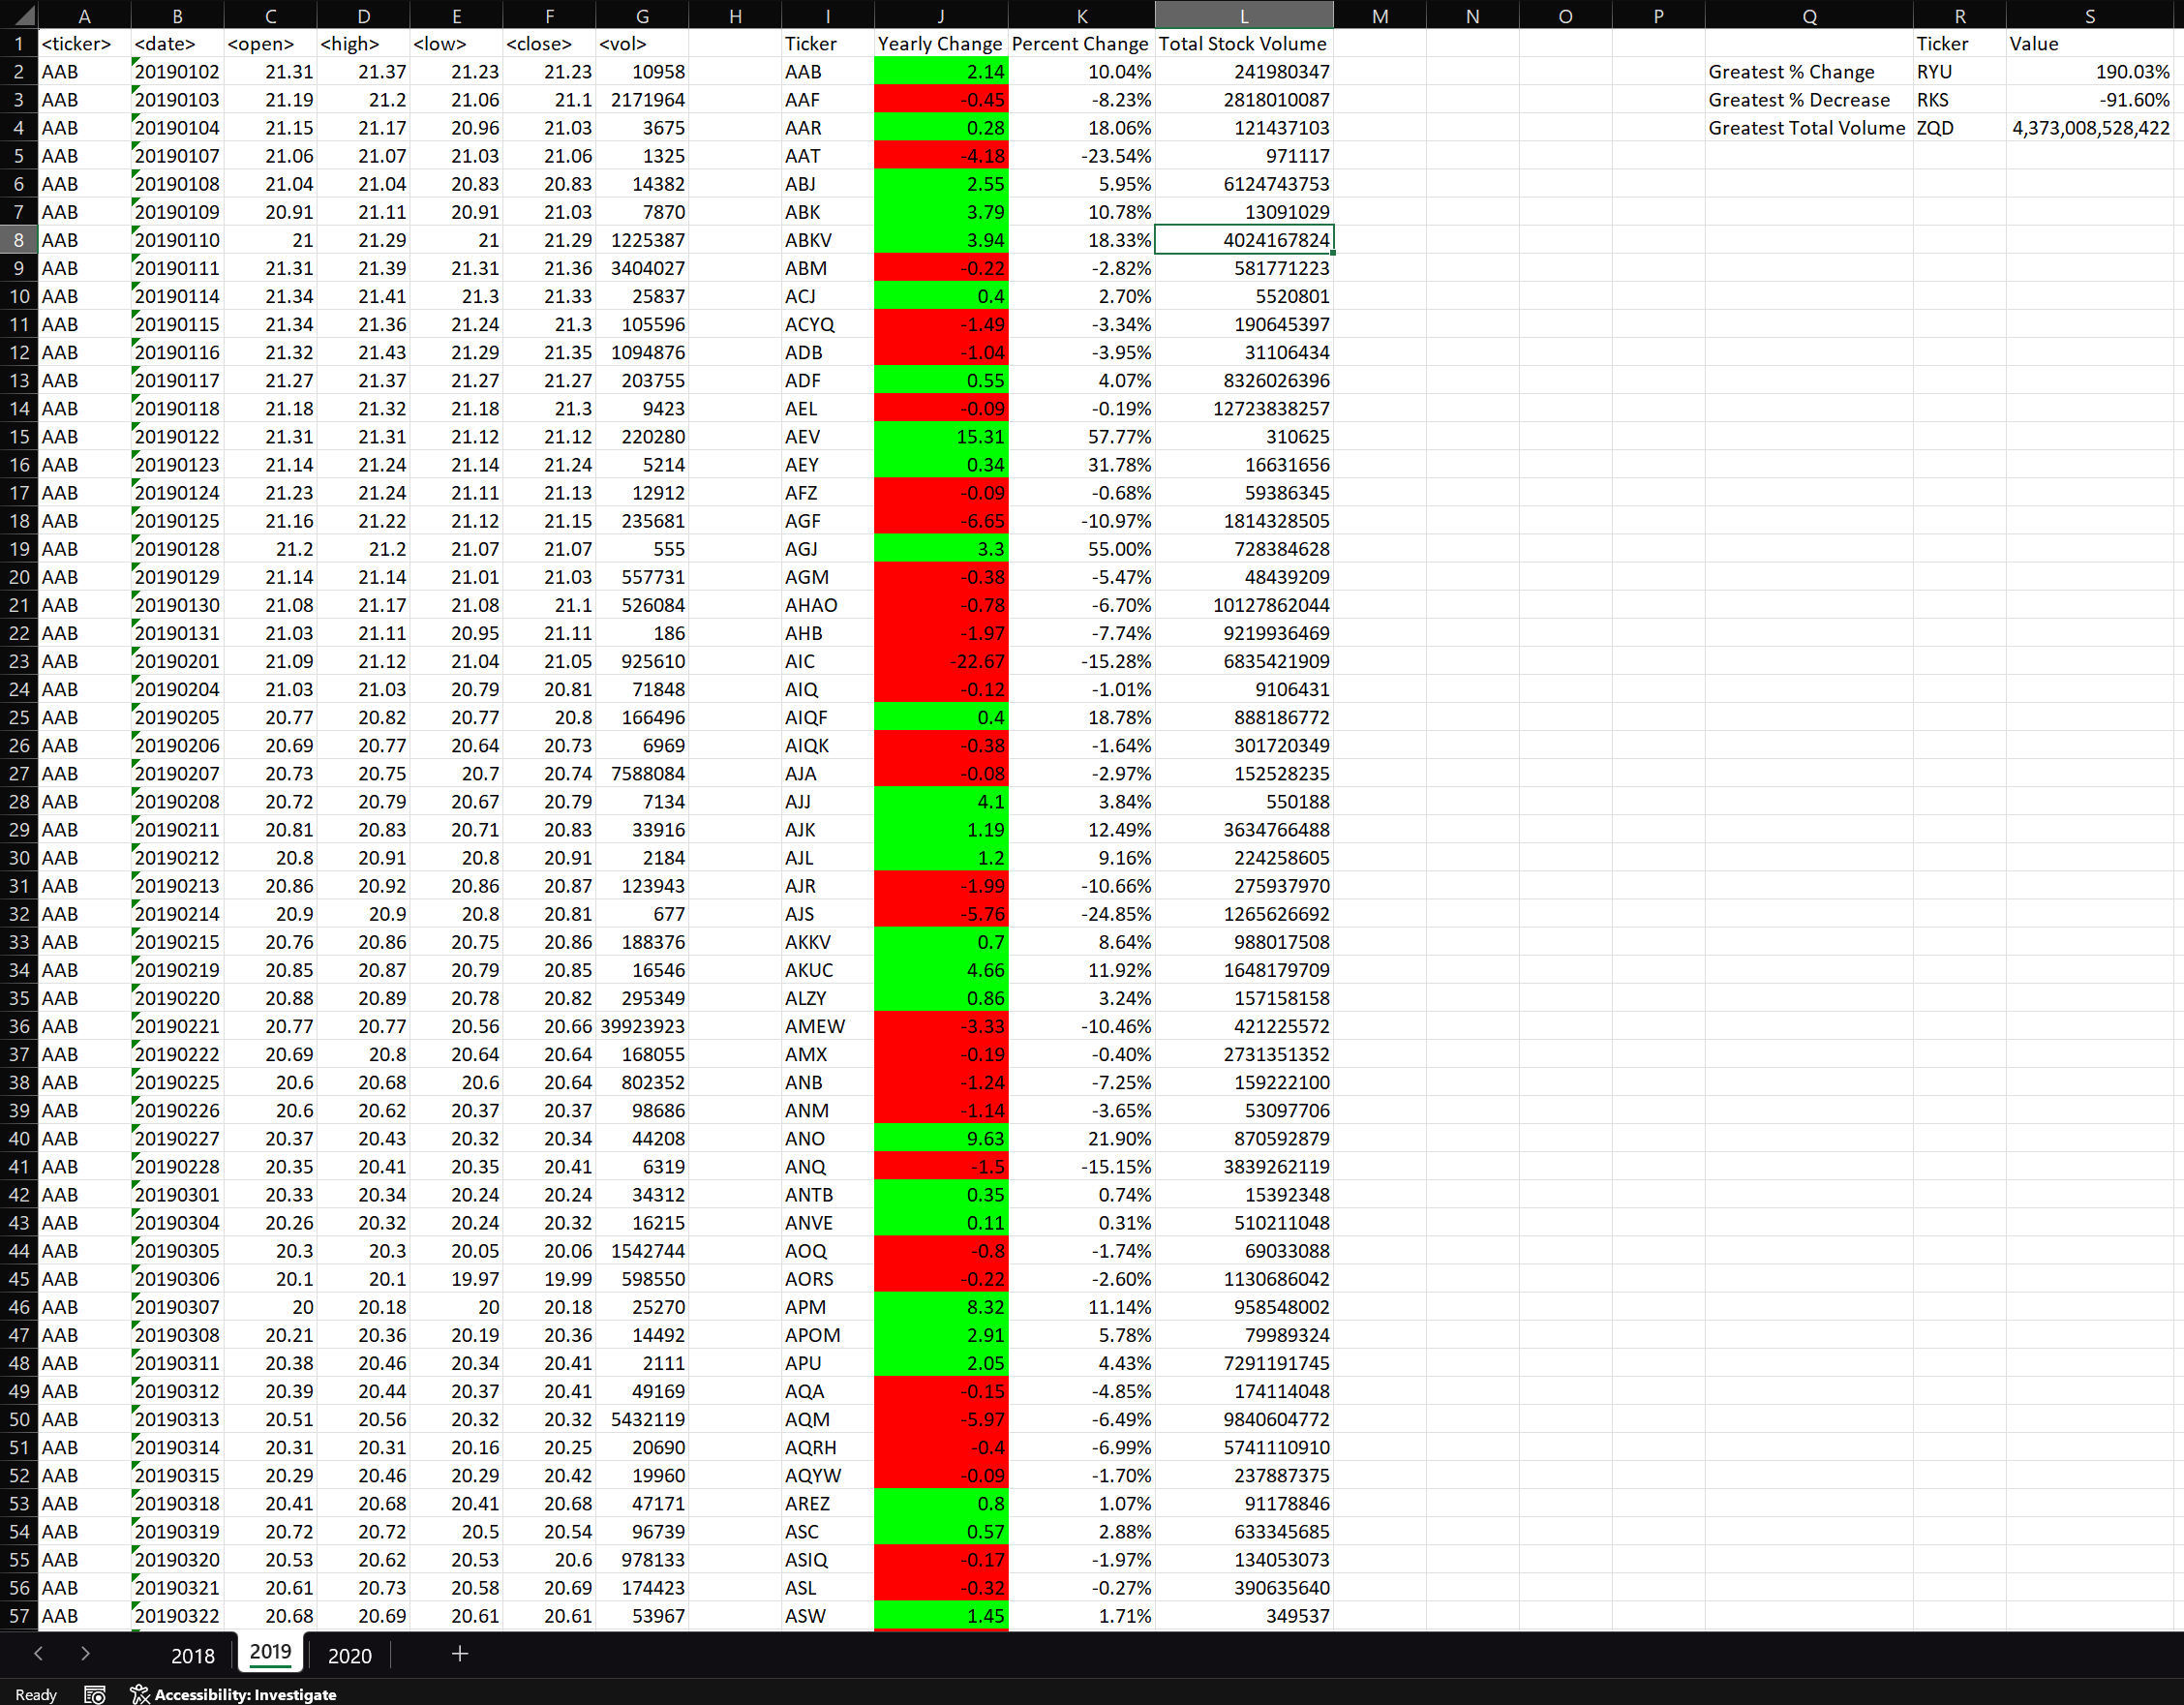 A B C D E F G H I J K L M N O P Q R S
1 <ticker> <date> <open> <high> <low> <close> <vol> Ticker Yearly Change Percent Change Total Stock Volume Ticker Value
2 AAB 20190102 21.31 21.37 21.23 21.23 10958 AAB 2.14 10.04% 241980347 Greatest % Change RYU 190.03%
3 AAB 20190103 21.19 21.2 21.06 21.1 2171964 AAF -0.45 -8.23% 2818010087 Greatest % Decrease RKS -91.60%
4 AAB 20190104 21.15 21.17 20.96 21.03 3675 AAR 0.28 18.06% 121437103 Greatest Total Volume ZQD 4,373,008,528,422
5 AAB 20190107 21.06 21.07 21.03 21.06 1325 AAT -4.18 -23.54% 971117
6 AAB 20190108 21.04 21.04 20.83 20.83 14382 ABJ 2.55 5.95% 6124743753
7 AAB 20190109 20.91 21.11 20.91 21.03 7870 ABK 3.79 10.78% 13091029
8 AAB 20190110 21 21.29 21 21.29 1225387 ABKV 3.94 18.33% 4024167824
9 AAB 20190111 21.31 21.39 21.31 21.36 3404027 ABM -0.22 -2.82% 581771223
10 AAB 20190114 21.34 21.41 21.3 21.33 25837 ACJ 0.4 2.70% 5520801
11 AAB 20190115 21.34 21.36 21.24 21.3 105596 ACYQ -1.49 -3.34% 190645397
12 AAB 20190116 21.32 21.43 21.29 21.35 1094876 ADB -1.04 -3.95% 31106434
13 AAB 20190117 21.27 21.37 21.27 21.27 203755 ADF 0.55 4.07% 8326026396
14 AAB 20190118 21.18 21.32 21.18 21.3 9423 AEL -0.09 -0.19% 12723838257
15 AAB 20190122 21.31 21.31 21.12 21.12 220280 AEV 15.31 57.77% 310625
16 AAB 20190123 21.14 21.24 21.14 21.24 5214 AEY 0.34 31.78% 16631656
17 AAB 20190124 21.23 21.24 21.11 21.13 12912 AFZ -0.09 -0.68% 59386345
18 AAB 20190125 21.16 21.22 21.12 21.15 235681 AGF -6.65 -10.97% 1814328505
19 AAB 20190128 21.2 21.2 21.07 21.07 555 AGJ 3.3 55.00% 728384628
20 AAB 20190129 21.14 21.14 21.01 21.03 557731 AGM -0.38 -5.47% 48439209
21 AAB 20190130 21.08 21.17 21.08 21.1 526084 AHAO -0.78 -6.70% 10127862044
22 AAB 20190131 21.03 21.11 20.95 21.11 186 AHB -1.97 -7.74% 9219936469
23 AAB 20190201 21.09 21.12 21.04 21.05 925610 AIC -22.67 -15.28% 6835421909
24 AAB 20190204 21.03 21.03 20.79 20.81 71848 AIQ -0.12 -1.01% 9106431
25 AAB 20190205 20.77 20.82 20.77 20.8 166496 AIQF 0.4 18.78% 888186772
26 AAB 20190206 20.69 20.77 20.64 20.73 6969 AIQK -0.38 -1.64% 301720349
27 AAB 20190207 20.73 20.75 20.7 20.74 7588084 AJA -0.08 -2.97% 152528235
28 AAB 20190208 20.72 20.79 20.67 20.79 7134 AJJ 4.1 3.84% 550188
29 AAB 20190211 20.81 20.83 20.71 20.83 33916 AJK 1.19 12.49% 3634766488
30 AAB 20190212 20.8 20.91 20.8 20.91 2184 AJL 1.2 9.16% 224258605
31 AAB 20190213 20.86 20.92 20.86 20.87 123943 AJR -1.99 -10.66% 275937970
32 AAB 20190214 20.9 20.9 20.8 20.81 677 AJS -5.76 -24.85% 1265626692
33 AAB 20190215 20.76 20.86 20.75 20.86 188376 AKKV 0.7 8.64% 988017508
34 AAB 20190219 20.85 20.87 20.79 20.85 16546 AKUC 4.66 11.92% 1648179709
35 AAB 20190220 20.88 20.89 20.78 20.82 295349 ALZY 0.86 3.24% 157158158
36 AAB 20190221 20.77 20.77 20.56 20.66 39923923 AMEW -3.33 -10.46% 421225572
37 AAB 20190222 20.69 20.8 20.64 20.64 168055 AMX -0.19 -0.40% 2731351352
38 AAB 20190225 20.6 20.68 20.6 20.64 802352 ANB -1.24 -7.25% 159222100
39 AAB 20190226 20.6 20.62 20.37 20.37 98686 ANM -1.14 -3.65% 53097706
40 AAB 20190227 20.37 20.43 20.32 20.34 44208 ANO 9.63 21.90% 870592879
41 AAB 20190228 20.35 20.41 20.35 20.41 6319 ANQ -1.5 -15.15% 3839262119
42 AAB 20190301 20.33 20.34 20.24 20.24 34312 ANTB 0.35 0.74% 15392348
43 AAB 20190304 20.26 20.32 20.24 20.32 16215 ANVE 0.11 0.31% 510211048
44 AAB 20190305 20.3 20.3 20.05 20.06 1542744 AOQ -0.8 -1.74% 69033088
45 AAB 20190306 20.1 20.1 19.97 19.99 598550 AORS -0.22 -2.60% 1130686042
46 AAB 20190307 20 20.18 20 20.18 25270 APM 8.32 11.14% 958548002
47 AAB 20190308 20.21 20.36 20.19 20.36 14492 APOM 2.91 5.78% 79989324
48 AAB 20190311 20.38 20.46 20.34 20.41 2111 APU 2.05 4.43% 7291191745
49 AAB 20190312 20.39 20.44 20.37 20.41 49169 AQA -0.15 -4.85% 174114048
50 AAB 20190313 20.51 20.56 20.32 20.32 5432119 AQM -5.97 -6.49% 9840604772
51 AAB 20190314 20.31 20.31 20.16 20.25 20690 AQRH -0.4 -6.99% 5741110910
52 AAB 20190315 20.29 20.46 20.29 20.42 19960 AQYW -0.09 -1.70% 237887375
53 AAB 20190318 20.41 20.68 20.41 20.68 47171 AREZ 0.8 1.07% 91178846
54 AAB 20190319 20.72 20.72 20.5 20.54 96739 ASC 0.57 2.88% 633345685
55 AAB 20190320 20.53 20.62 20.53 20.6 978133 ASIQ -0.17 -1.97% 134053073
56 AAB 20190321 20.61 20.73 20.58 20.69 174423 ASL -0.32 -0.27% 390635640
57 AAB 20190322 20.68 20.69 20.61 20.61 53967 ASW 1.45 1.71% 349537
2018 2019 2020 +
Ready Accessibility: Investigate